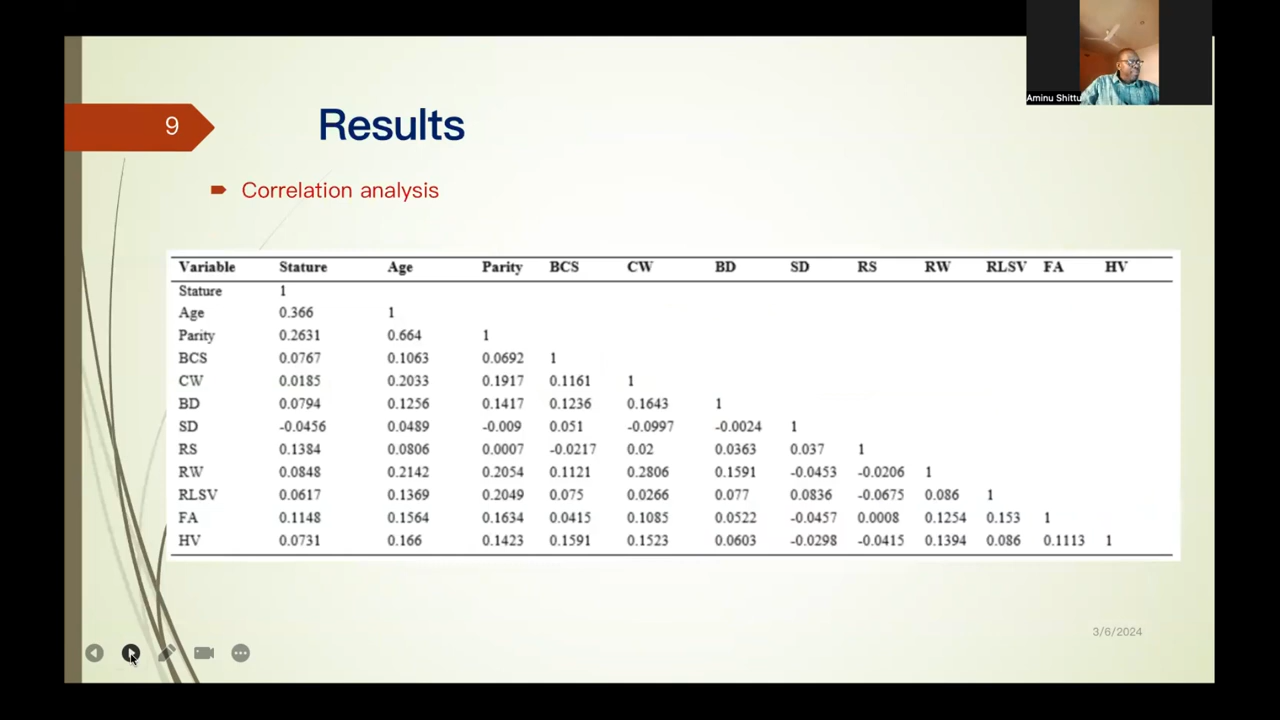 Aminu Shittu
9
Results
Correlation analysis
Variable Stature Age Parity BCS CW BD SD RS RW RLSV FA HV
Stature 1
Age 0.366 1
Parity 0.2631 0.664 1
BCS 0.0767 0.1063 0.0692 1
CW 0.0185 0.2033 0.1917 0.1161 1
BD 0.0794 0.1256 0.1417 0.1236 0.1643 1
SD -0.0456 0.0489 -0.009 0.051 -0.0997 -0.0024 1
RS 0.1384 0.0806 0.0007 -0.0217 0.02 0.0363 0.037 1
RW 0.0848 0.2142 0.2054 0.1121 0.2806 0.1591 -0.0453 -0.0206 1
RLSV 0.0617 0.1369 0.2049 0.075 0.0266 0.077 0.0836 -0.0675 0.086 1
FA 0.1148 0.1564 0.1634 0.0415 0.1085 0.0522 -0.0457 0.0008 0.1254 0.153 1
HV 0.0731 0.166 0.1423 0.1591 0.1523 0.0603 -0.0298 -0.0415 0.1394 0.086 0.1113 1
3/6/2024